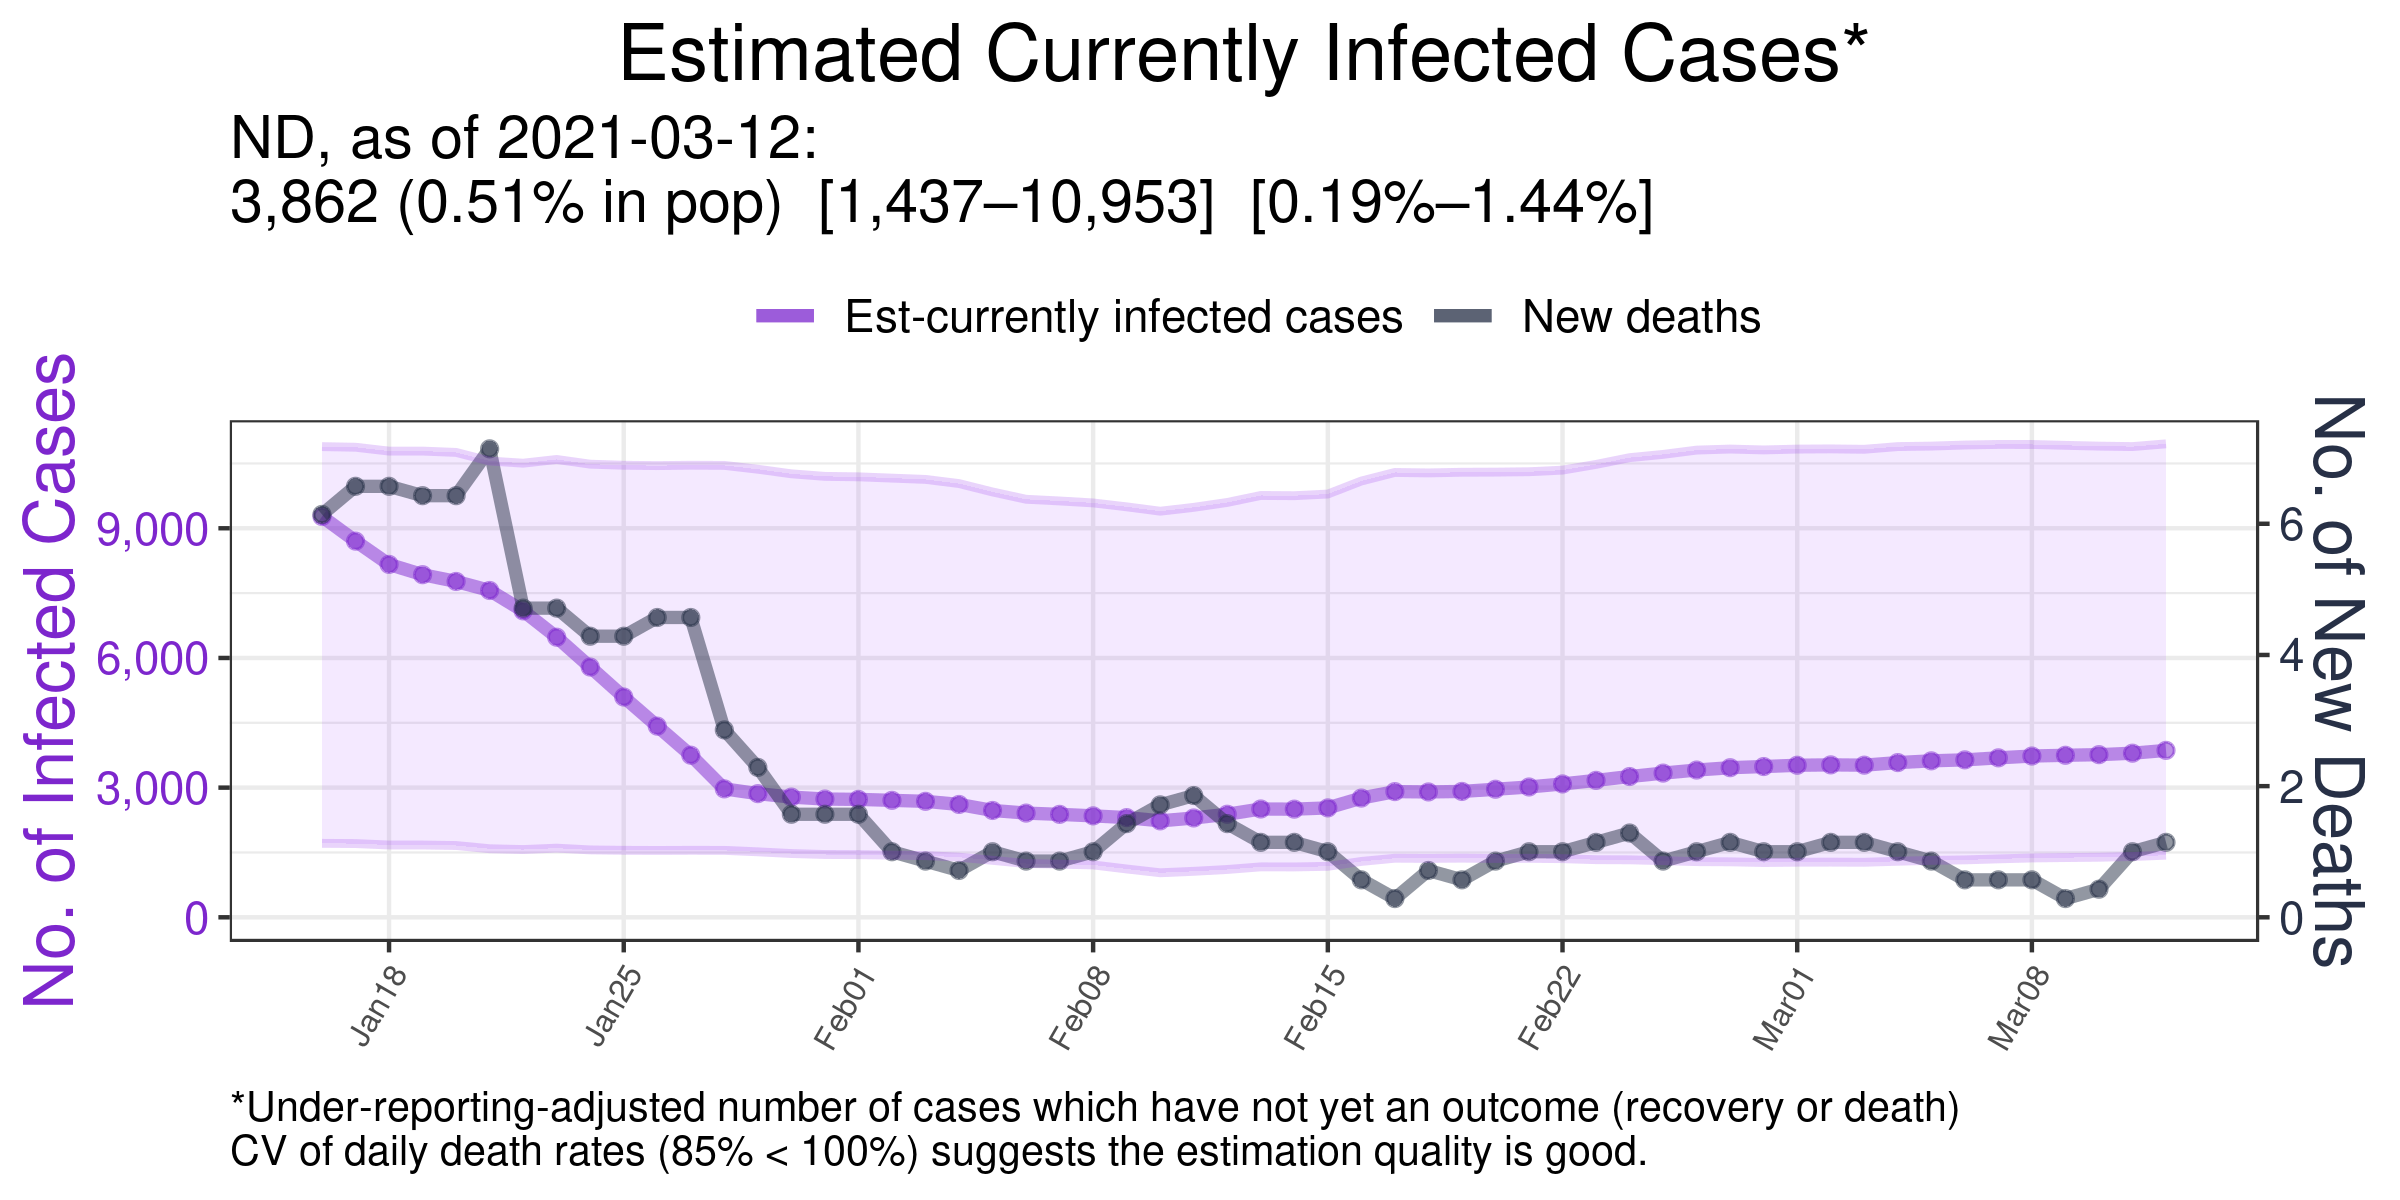 Estimated Currently Infected Cases*
ND, as of 2021-03-12:
3,862 (0.51% in pop)  [1,437–10,953]  [0.19%–1.44%]
Est-currently infected cases
New deaths
No. of Infected Cases
9,000
6,000
3,000
0
No. of New Deaths
6
4
2
0
Jan18
Jan25
Feb01
Feb08
Feb15
Feb22
Mar01
Mar08
*Under-reporting-adjusted number of cases which have not yet an outcome (recovery or death)
CV of daily death rates (85% < 100%) suggests the estimation quality is good.